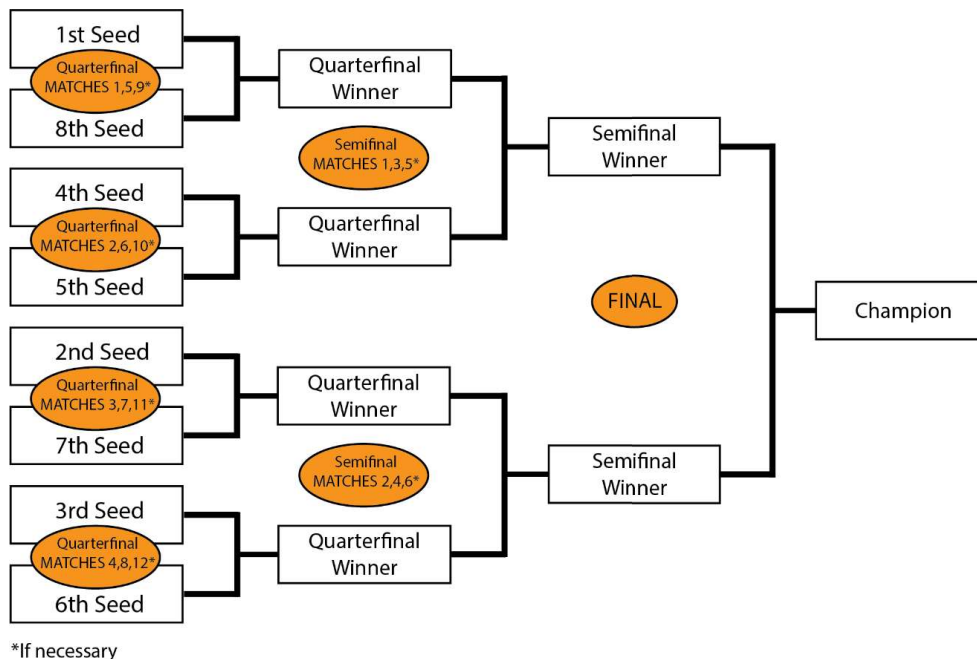 1st Seed
Quarterfinal
MATCHES 1,5,9*
8th Seed
4th Seed
Quarterfinal
MATCHES 2,6,10*
5th Seed
2nd Seed
Quarterfinal
MATCHES 3,7,11*
7th Seed
3rd Seed
Quarterfinal
MATCHES 4,8,12*
6th Seed
Quarterfinal
Winner
Semifinal
MATCHES 1,3,5*
Quarterfinal
Winner
Quarterfinal
Winner
Semifinal
MATCHES 2,4,6*
Quarterfinal
Winner
Semifinal
Winner
FINAL
Semifinal
Winner
Champion
*If necessary